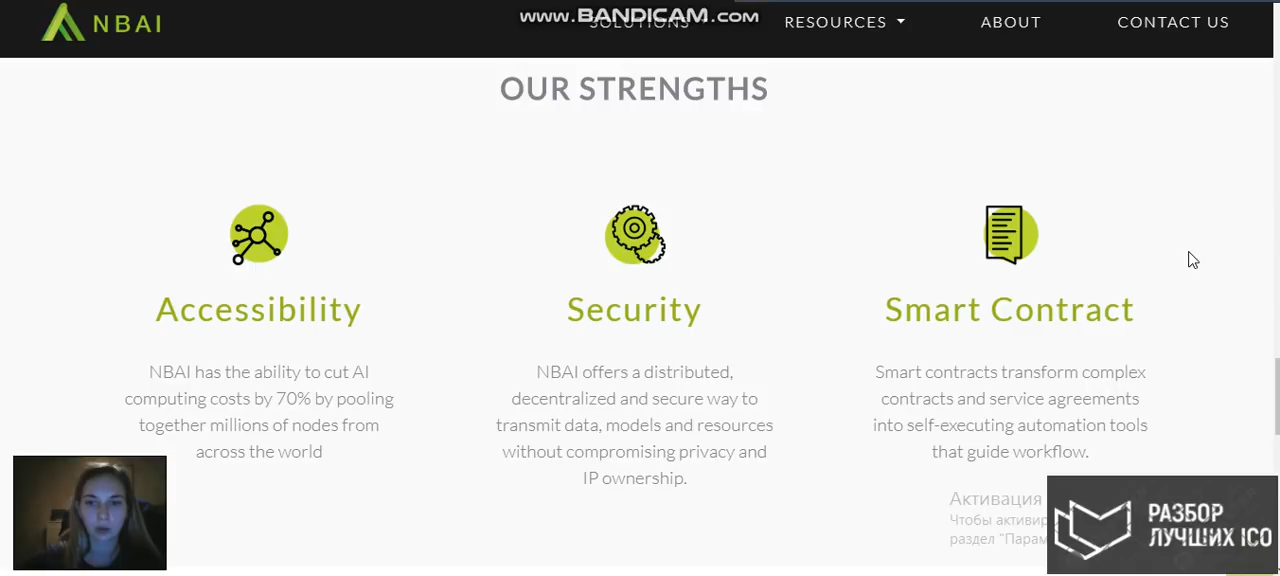 www.BANDICAM.com
NBAI
SOLUTIONS
RESOURCES
ABOUT
CONTACT US
OUR STRENGTHS
Accessibility
NBAI has the ability to cut AI
computing costs by 70% by pooling
together millions of nodes from
across the world
Security
NBAI offers a distributed,
decentralized and secure way to
transmit data, models and resources
without compromising privacy and
IP ownership.
Smart Contract
Smart contracts transform complex
contracts and service agreements
into self-executing automation tools
that guide workflow.
Активация
Чтобы
раздел
РАЗБОР
ЛУЧШИХ ICO